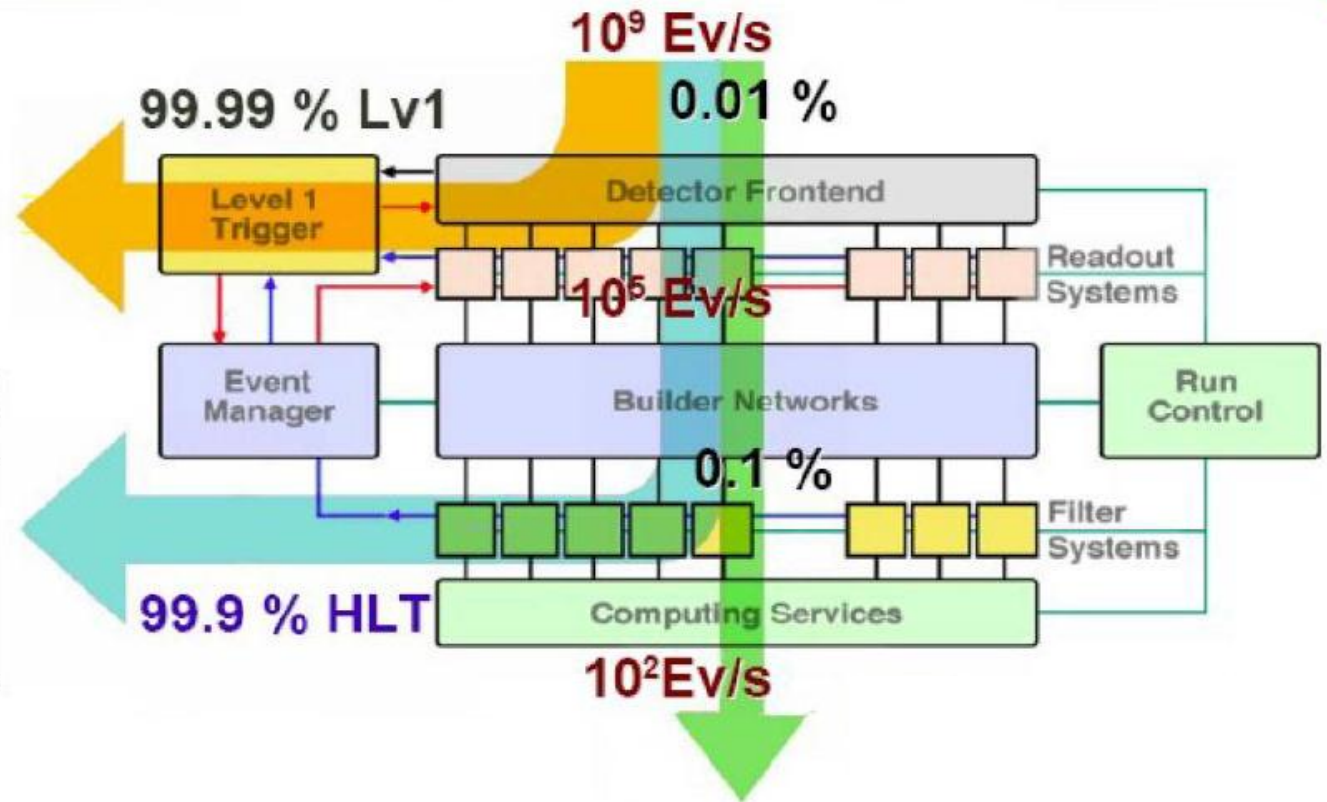 10⁹ Ev/s
99.99 % Lv1
0.01 %
Level 1
Trigger
Detector Frontend
Readout
Systems
10⁵ Ev/s
Event
Manager
Builder Networks
Run
Control
0.1 %
Filter
Systems
99.9 % HLT
Computing Services
10²Ev/s